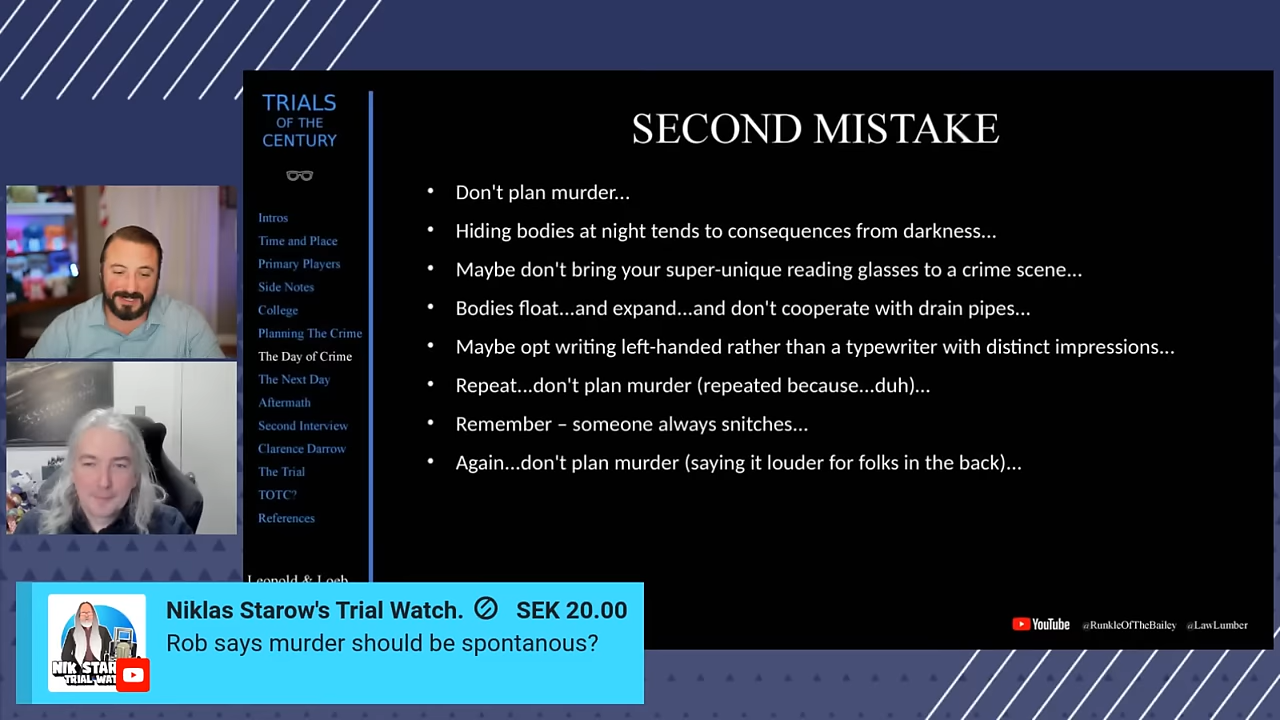 TRIALS
OF THE
CENTURY
Intros
Time and Place
Primary Players
Side Notes
College
Planning The Crime
The Day of Crime
The Next Day
Aftermath
Second Interview
Clarence Darrow
The Trial
TOTC?
References
Leopold & Loeb
SECOND MISTAKE
• Don't plan murder...
• Hiding bodies at night tends to consequences from darkness...
• Maybe don't bring your super-unique reading glasses to a crime scene...
• Bodies float...and expand...and don't cooperate with drain pipes...
• Maybe opt writing left-handed rather than a typewriter with distinct impressions...
• Repeat...don't plan murder (repeated because...duh)...
• Remember – someone always snitches...
• Again...don't plan murder (saying it louder for folks in the back)...
YouTube @RunkleOfTheBailey @LawLumber
Niklas Starow's Trial Watch. SEK 20.00
Rob says murder should be spontanous?
NIK STAR
TRIAL WAT